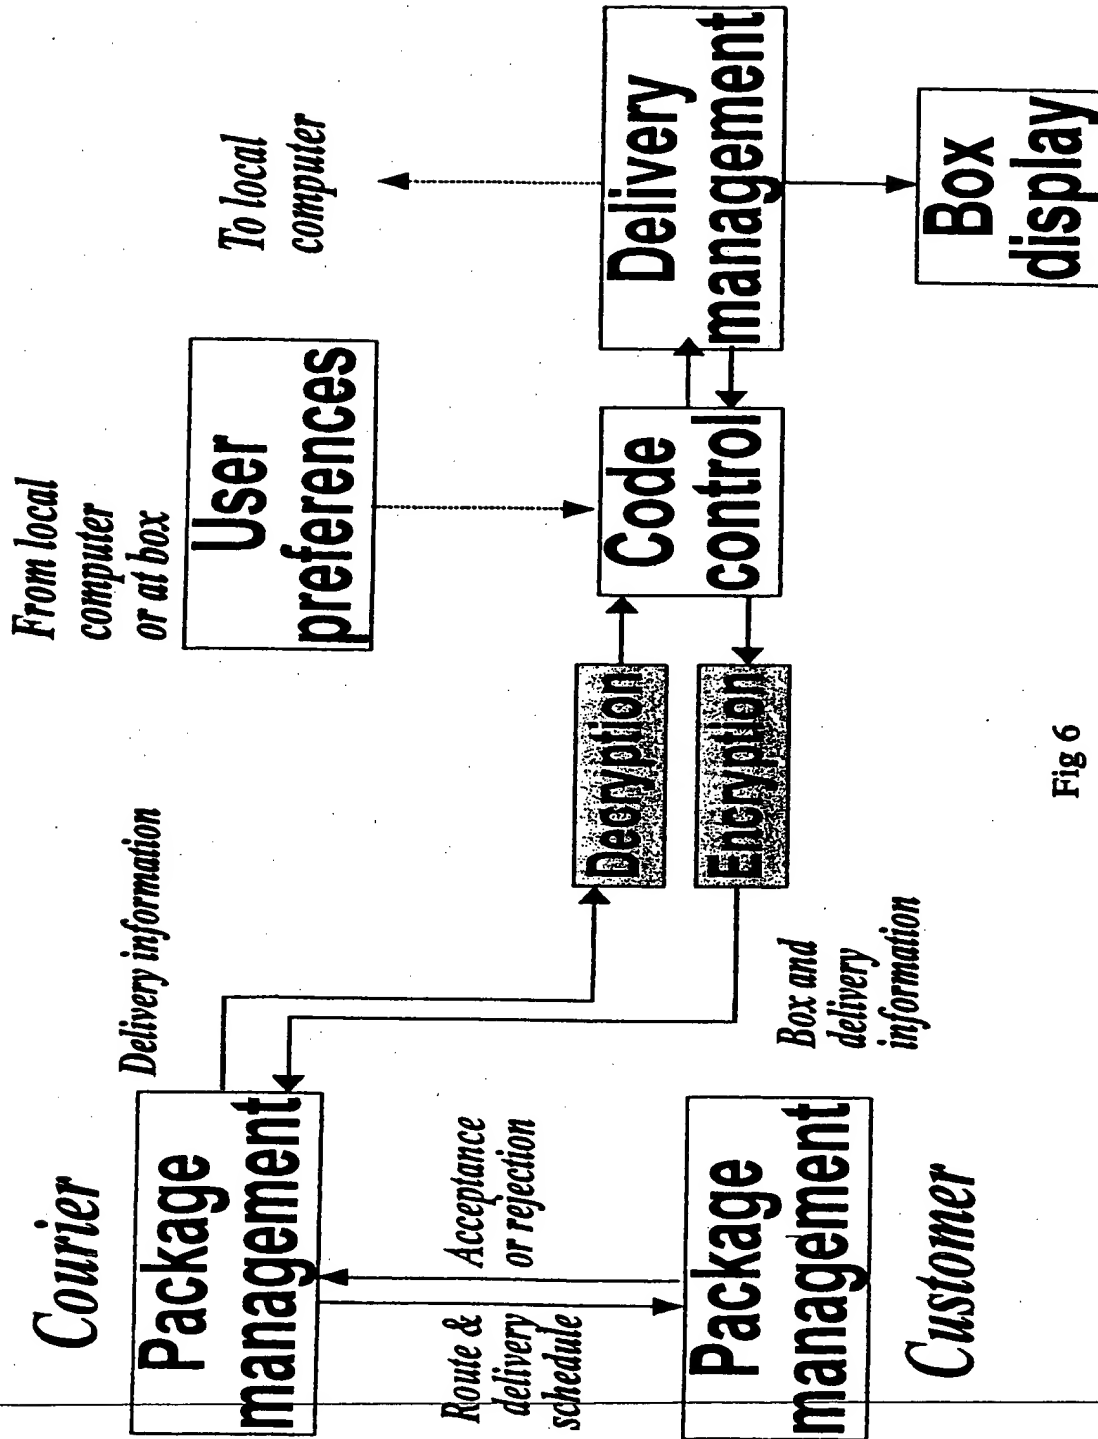 Courier
Package
management
Delivery information
Route &
delivery
schedule
Acceptance
or rejection
Package
management
Customer
Box and
delivery
information
Decryption
Encryption
From local
computer
or at box
User
preferences
Code
control
To local
computer
Delivery
management
Box
display
Fig 6